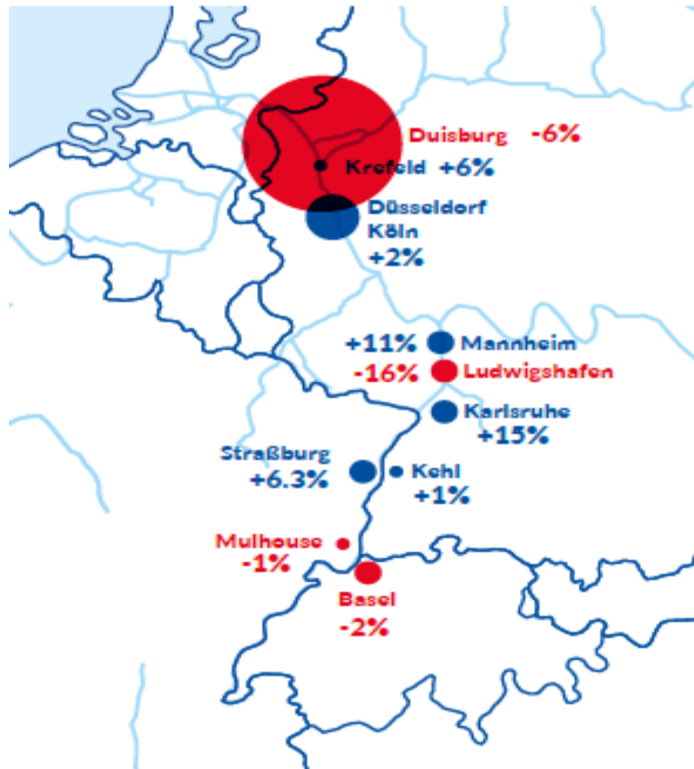 Duisburg -6%
Krefeld +6%
Düsseldorf
Köln
+2%
+11% Mannheim
-16% Ludwigshafen
Karlsruhe
+15%
Straßburg
+6.3%
Kehl
+1%
Mulhouse
-1%
Basel
-2%